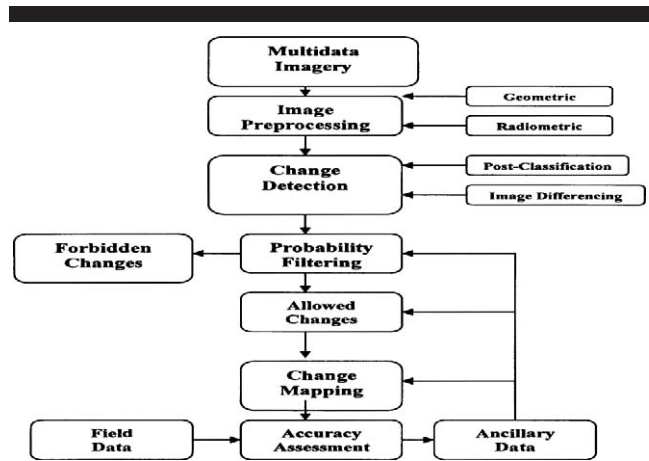 Multidata
Imagery
Image
Preprocessing
Geometric
Radiometric
Change
Detection
Post-Classification
Image Differencing
Forbidden
Changes
Probability
Filtering
Allowed
Changes
Change
Mapping
Field
Data
Accuracy
Assessment
Ancillary
Data